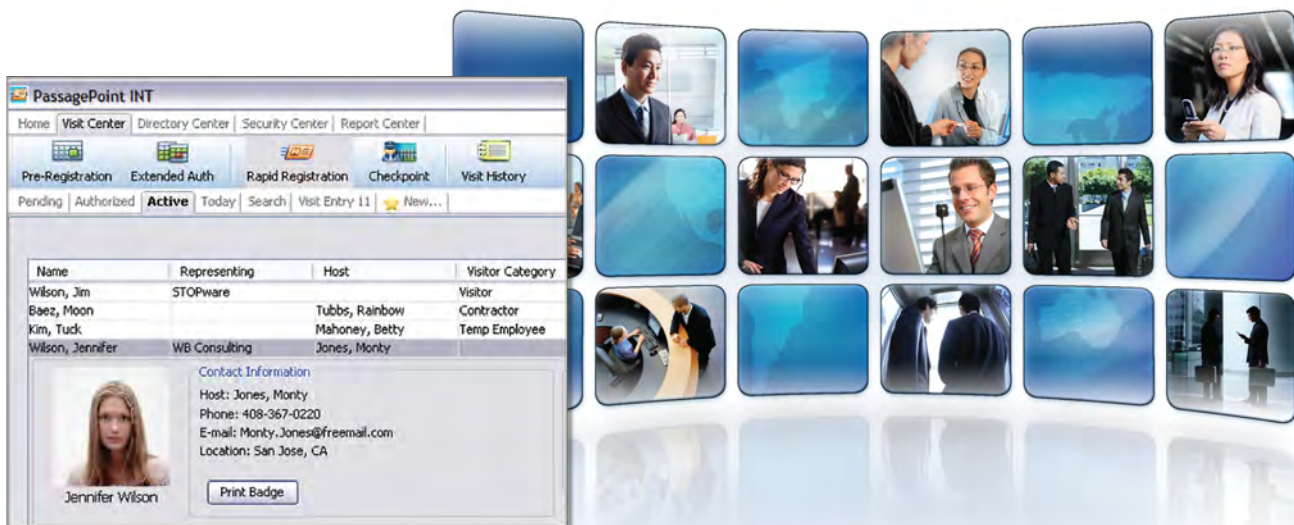 PassagePoint INT
Home Visit Center Directory Center Security Center Report Center
Pre-Registration Extended Auth Rapid Registration Checkpoint Visit History
Pending Authorized Active Today Search Visit Entry 11 New...
Name Representing Host Visitor Category
Wilson, Jim STOPware Visitor
Baez, Moon Tubbs, Rainbow Contractor
Kim, Tuck Mahoney, Betty Temp Employee
Wilson, Jennifer WB Consulting Jones, Monty
Contact Information
Host: Jones, Monty
Phone: 408-367-0220
E-mail: Monty.Jones@freemail.com
Location: San Jose, CA
Jennifer Wilson
Print Badge